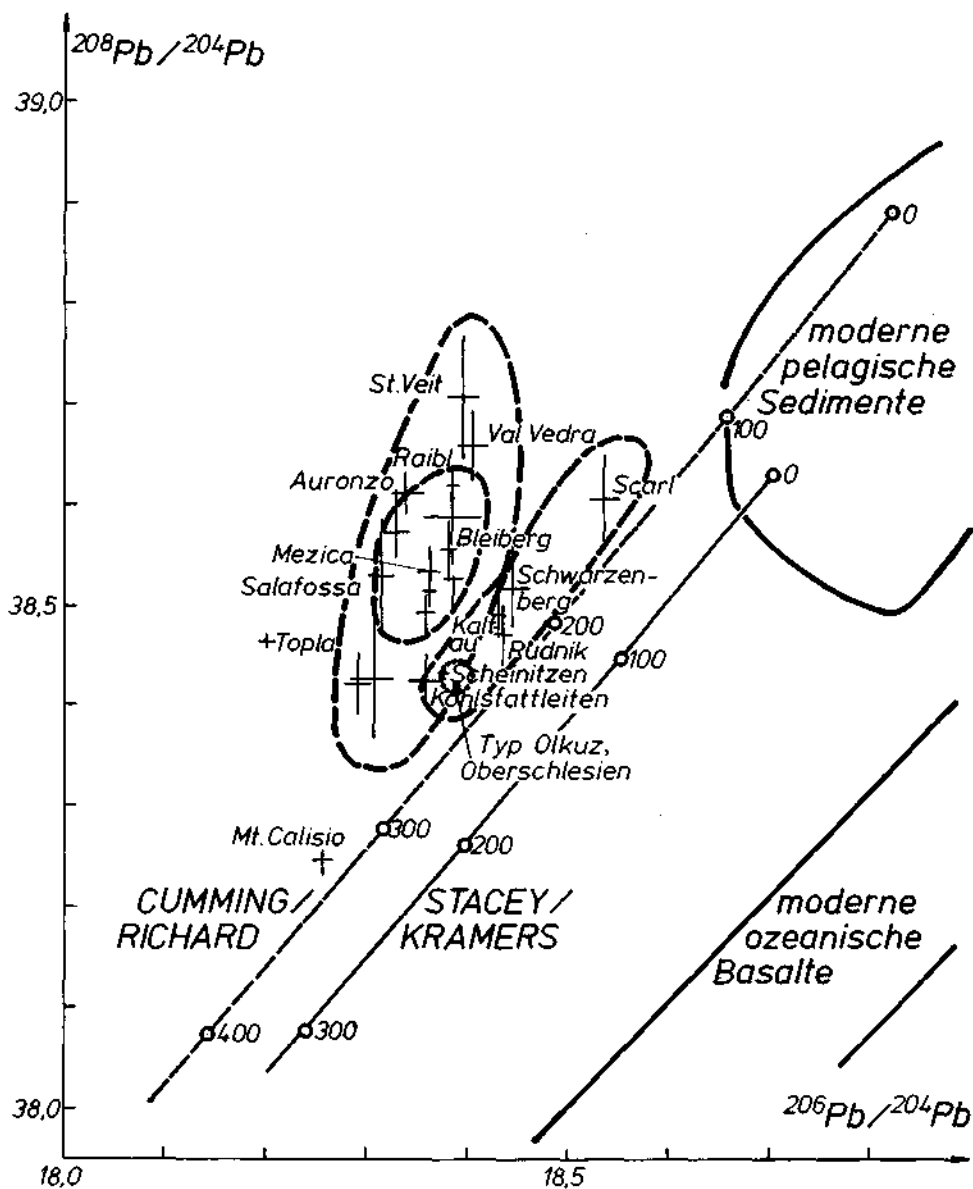 ²⁰⁸Pb/²⁰⁴Pb
39,0
0
moderne
pelagische
Sedimente
St. Veit
Val Vedra
100
Raibl
Auronzo
Scarl
0
Bleiberg
Mezica
Salafossa
Schwarzen-
berg
38,5
200
Kalt-
au
Rudnik
+Topla
100
Scheinitzen
Kohlstattleiten
Typ Olkuz,
Oberschlesien
300
Mt. Calisio
200
CUMMING/
RICHARD
STACEY/
KRAMERS
moderne
ozeanische
Basalte
400
300
38,0
²⁰⁶Pb/²⁰⁴Pb
18,0
18,5